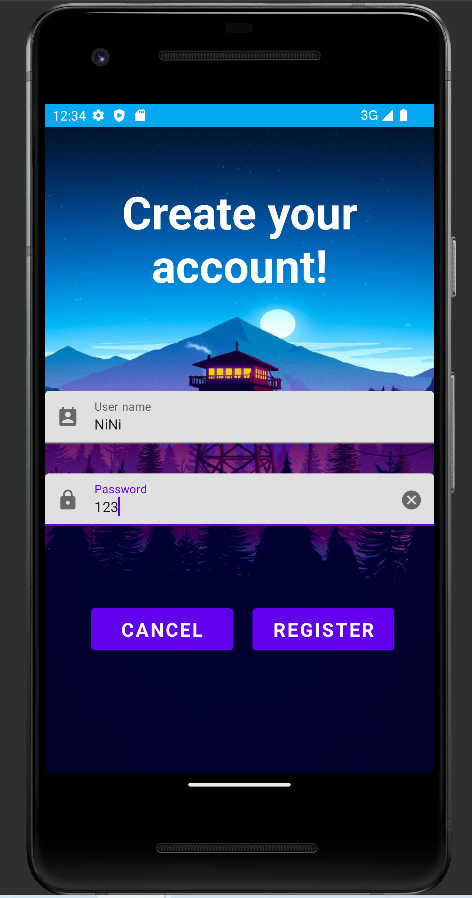 12:34 3G
Create your
account!
User name
NiNi
Password
123
CANCEL REGISTER